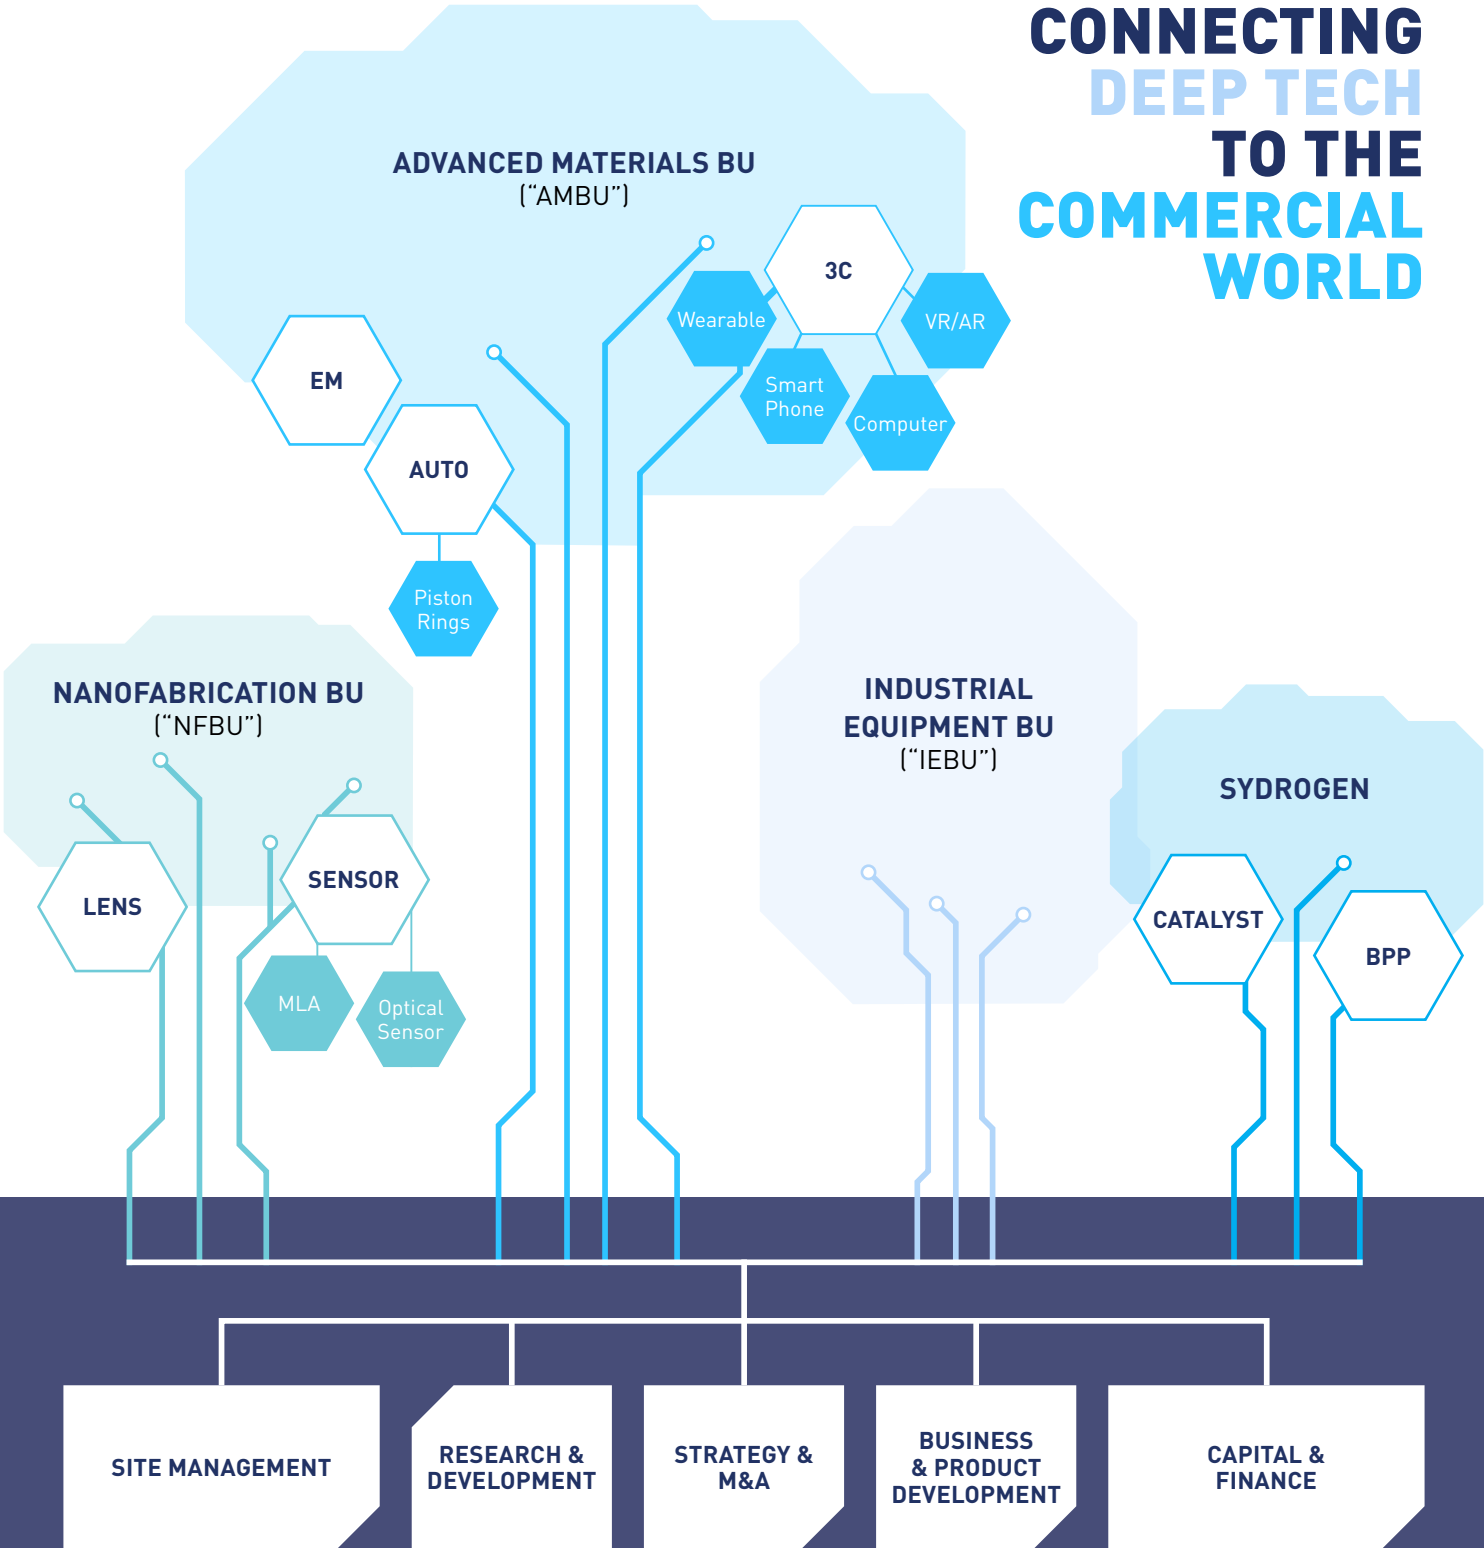 CONNECTING
DEEP TECH
TO THE
COMMERCIAL
WORLD
ADVANCED MATERIALS BU
(“AMBU”)
3C
Wearable
VR/AR
Smart
Phone
Computer
EM
AUTO
Piston
Rings
NANOFABRICATION BU
(“NFBU”)
LENS
SENSOR
MLA
Optical
Sensor
INDUSTRIAL
EQUIPMENT BU
(“IEBU”)
SYDROGEN
CATALYST
BPP
SITE MANAGEMENT
RESEARCH &
DEVELOPMENT
STRATEGY &
M&A
BUSINESS
& PRODUCT
DEVELOPMENT
CAPITAL &
FINANCE